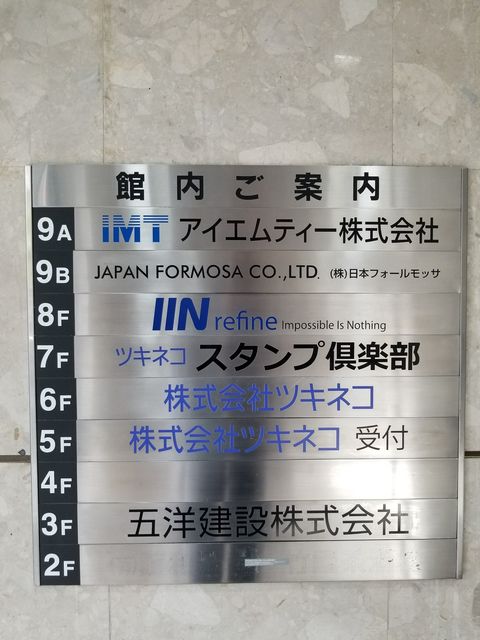 館内ご案内
9A IMT アイエムティー株式会社
9B JAPAN FORMOSA CO.,LTD. (株)日本フォールモッサ
8F IIN refine Impossible Is Nothing
7F ツキネコ スタンプ倶楽部
6F 株式会社ツキネコ
5F 株式会社ツキネコ 受付
4F
3F 五洋建設株式会社
2F